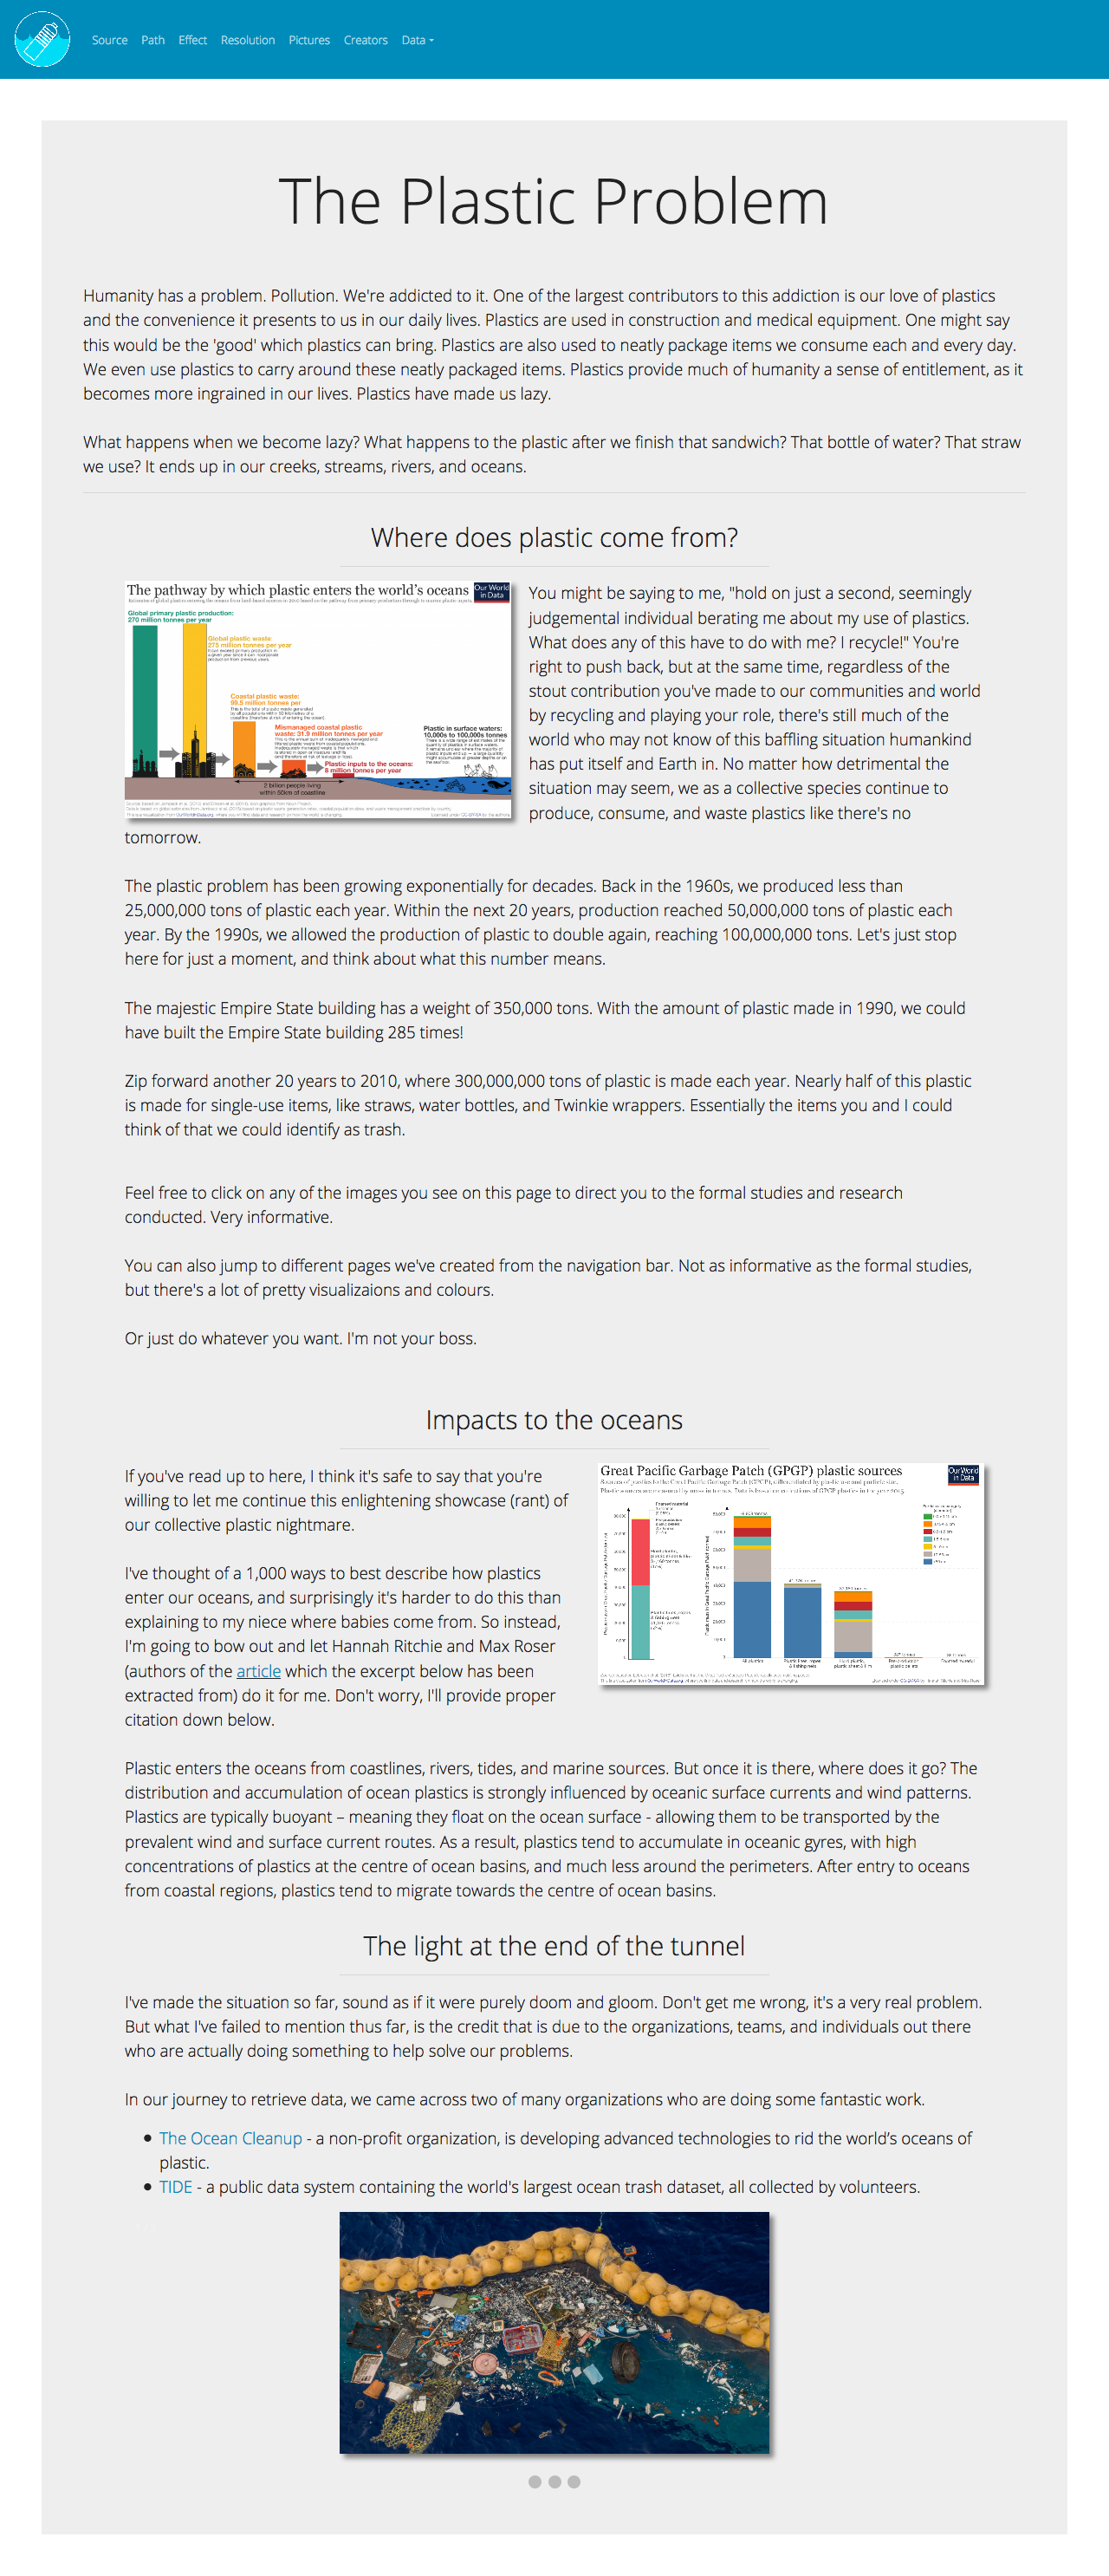 Source Path Effect Resolution Pictures Creators Data
The Plastic Problem
Humanity has a problem. Pollution. We're addicted to it. One of the largest contributors to this addiction is our love of plastics
and the convenience it presents to us in our daily lives. Plastics are used in construction and medical equipment. One might say
this would be the 'good' which plastics can bring. Plastics are also used to neatly package items we consume each and every day.
We even use plastics to carry around these neatly packaged items. Plastics provide much of humanity a sense of entitlement, as it
becomes more ingrained in our lives. Plastics have made us lazy.
What happens when we become lazy? What happens to the plastic after we finish that sandwich? That bottle of water? That straw
we use? It ends up in our creeks, streams, rivers, and oceans.
Where does plastic come from?
The pathway by which plastic enters the world's oceans
Our World
in Data
Global primary plastic production:
270 million tonnes per year
Global plastic waste:
275 million tonnes per year
Coastal plastic waste:
99.5 million tonnes per year
Mismanaged coastal plastic
waste: 31.9 million tonnes per year
Plastic inputs to the oceans:
8 million tonnes per year
Plastic in surface waters:
10,000s to 100,000s tonnes
2 billion people living
within 50km of coastline
You might be saying to me, "hold on just a second, seemingly
judgemental individual berating me about my use of plastics.
What does any of this have to do with me? I recycle!" You're
right to push back, but at the same time, regardless of the
stout contribution you've made to our communities and world
by recycling and playing your role, there's still much of the
world who may not know of this baffling situation humankind
has put itself and Earth in. No matter how detrimental the
situation may seem, we as a collective species continue to
produce, consume, and waste plastics like there's no
tomorrow.
The plastic problem has been growing exponentially for decades. Back in the 1960s, we produced less than
25,000,000 tons of plastic each year. Within the next 20 years, production reached 50,000,000 tons of plastic each
year. By the 1990s, we allowed the production of plastic to double again, reaching 100,000,000 tons. Let's just stop
here for just a moment, and think about what this number means.
The majestic Empire State building has a weight of 350,000 tons. With the amount of plastic made in 1990, we could
have built the Empire State building 285 times!
Zip forward another 20 years to 2010, where 300,000,000 tons of plastic is made each year. Nearly half of this plastic
is made for single-use items, like straws, water bottles, and Twinkie wrappers. Essentially the items you and I could
think of that we could identify as trash.
Feel free to click on any of the images you see on this page to direct you to the formal studies and research
conducted. Very informative.
You can also jump to different pages we've created from the navigation bar. Not as informative as the formal studies,
but there's a lot of pretty visualizaions and colours.
Or just do whatever you want. I'm not your boss.
Impacts to the oceans
If you've read up to here, I think it's safe to say that you're
willing to let me continue this enlightening showcase (rant) of
our collective plastic nightmare.
I've thought of a 1,000 ways to best describe how plastics
enter our oceans, and surprisingly it's harder to do this than
explaining to my niece where babies come from. So instead,
I'm going to bow out and let Hannah Ritchie and Max Roser
(authors of the article which the excerpt below has been
extracted from) do it for me. Don't worry, I'll provide proper
citation down below.
Great Pacific Garbage Patch (GPGP) plastic sources
Our World
in Data
Plastic enters the oceans from coastlines, rivers, tides, and marine sources. But once it is there, where does it go? The
distribution and accumulation of ocean plastics is strongly influenced by oceanic surface currents and wind patterns.
Plastics are typically buoyant – meaning they float on the ocean surface - allowing them to be transported by the
prevalent wind and surface current routes. As a result, plastics tend to accumulate in oceanic gyres, with high
concentrations of plastics at the centre of ocean basins, and much less around the perimeters. After entry to oceans
from coastal regions, plastics tend to migrate towards the centre of ocean basins.
The light at the end of the tunnel
I've made the situation so far, sound as if it were purely doom and gloom. Don't get me wrong, it's a very real problem.
But what I've failed to mention thus far, is the credit that is due to the organizations, teams, and individuals out there
who are actually doing something to help solve our problems.
In our journey to retrieve data, we came across two of many organizations who are doing some fantastic work.
The Ocean Cleanup - a non-profit organization, is developing advanced technologies to rid the world’s oceans of
plastic.
TIDE - a public data system containing the world's largest ocean trash dataset, all collected by volunteers.